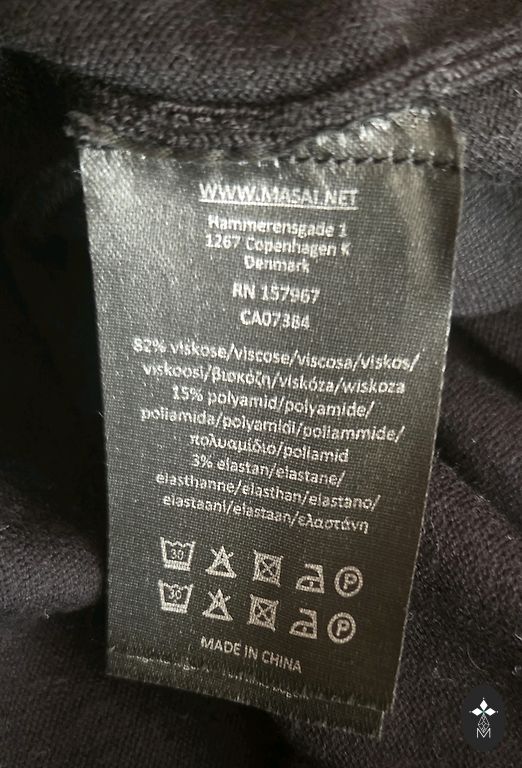 WWW.MASAI.NET
Hammerensgade 1
1267 Copenhagen K
Denmark
RN 157967
CA07384
82% viskose/viscose/viscosa/viskos/
viskoosi/βισκόζη/viskóza/wiskoza
15% polyamid/polyamide/
poliamida/polyamidi/poliammide/
πολυαμίδιο/poliamid
3% elastan/elastane/
elasthanne/elasthan/elastano/
elastaani/elastaan/ελαστάνη
30 P
30 P
MADE IN CHINA
M